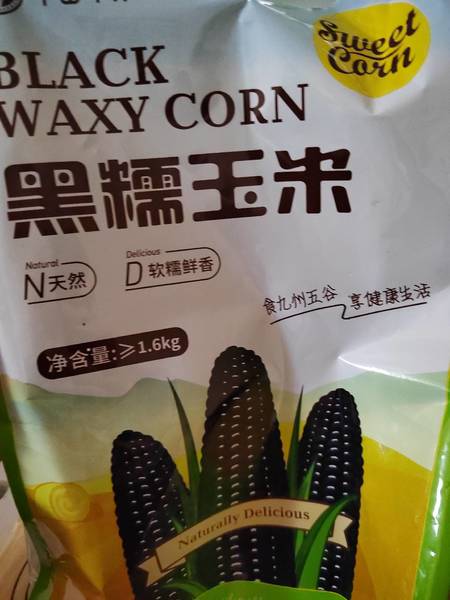 Sweet
Corn
BLACK
WAXY CORN
黑糯玉米
Natural
N天然
Delicious
D 软糯鲜香
食九州五谷 享健康生活
净含量:≥1.6kg
Naturally Delicious